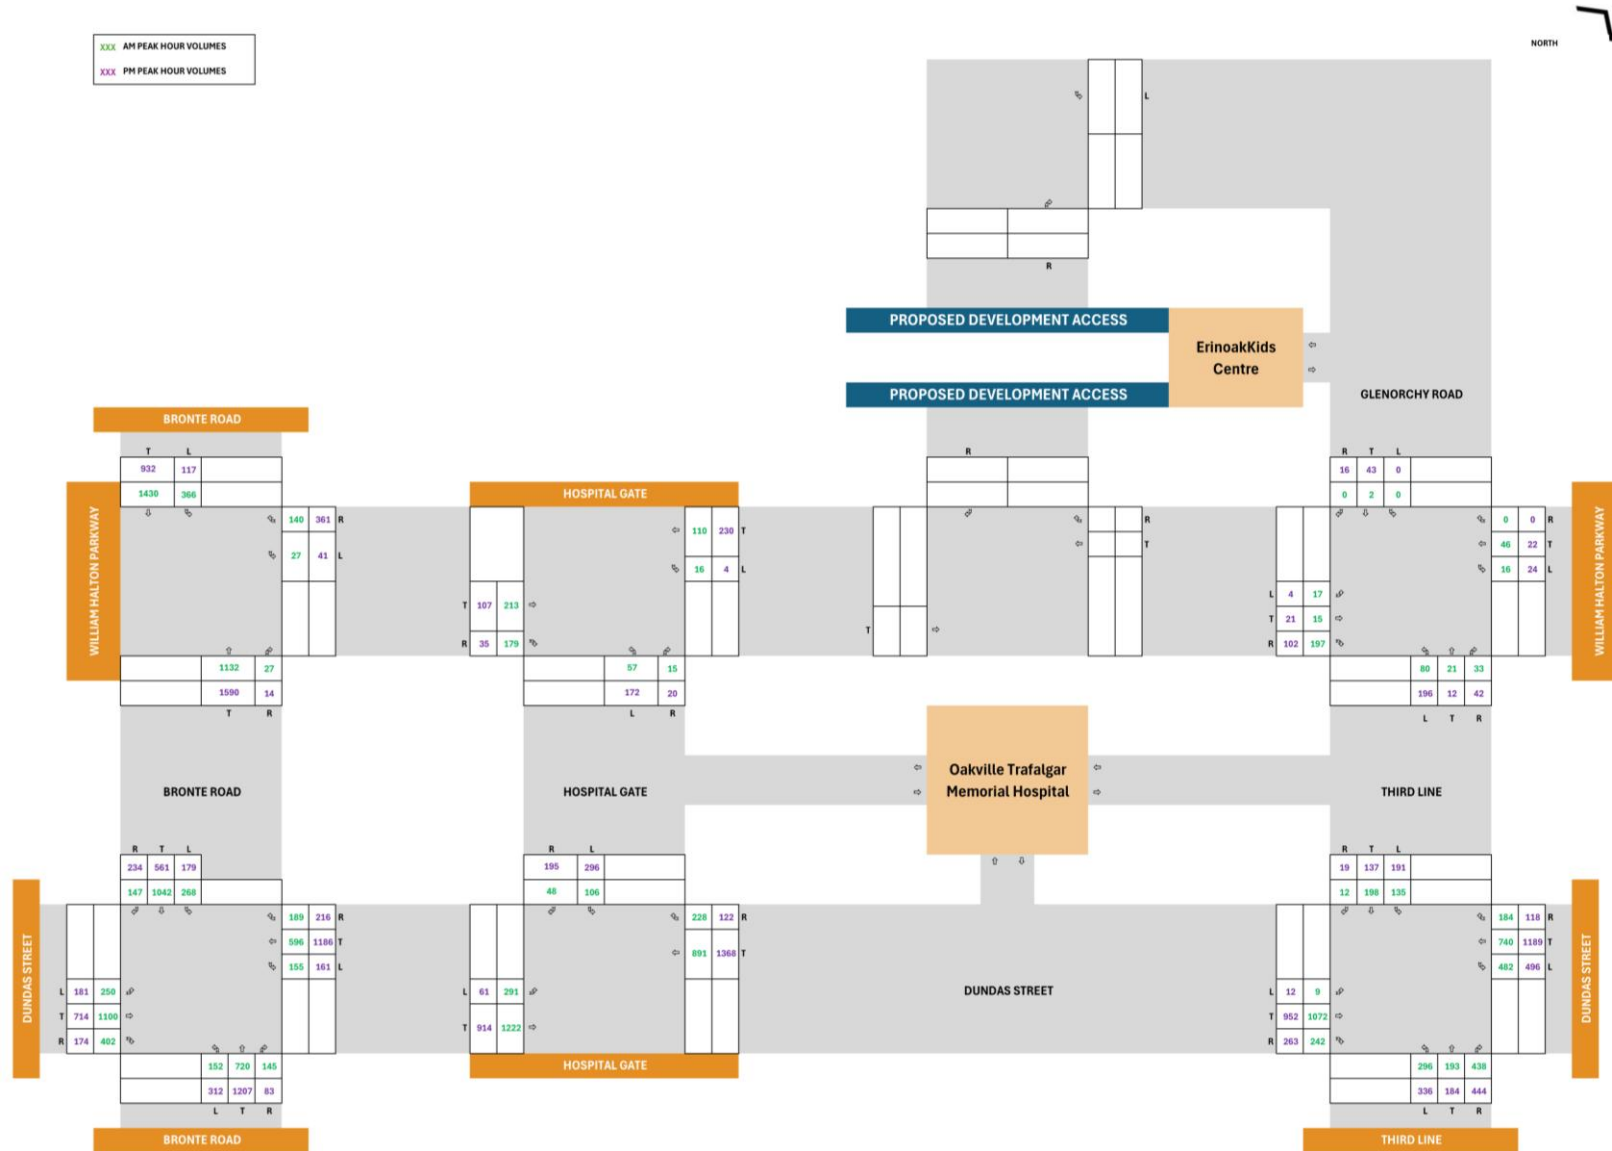 XXX AM PEAK HOUR VOLUMES
NORTH
XXX PM PEAK HOUR VOLUMES
L
R
PROPOSED DEVELOPMENT ACCESS
ErinoakKids
Centre
PROPOSED DEVELOPMENT ACCESS
GLENORCHY ROAD
BRONTE ROAD
T L
932 117
1430 366
WILLIAM HALTON PARKWAY
140 361 R
27 41 L
1132 27
1590 14
T R
HOSPITAL GATE
110 230 T
16 4 L
T 107 213
R 35 179
57 15
172 20
L R
R
R
T
T
R T L
16 43 0
0 2 0
0 0 R
46 22 T
16 24 L
L 4 17
T 21 15
R 102 197
80 21 33
196 12 42
L T R
WILLIAM HALTON PARKWAY
BRONTE ROAD
HOSPITAL GATE
Oakville Trafalgar
Memorial Hospital
THIRD LINE
R T L
234 561 179
147 1042 268
DUNDAS STREET
189 216 R
596 1186 T
155 161 L
L 181 250
T 714 1100
R 174 402
152 720 145
312 1207 83
L T R
BRONTE ROAD
R L
195 296
48 106
228 122 R
891 1368 T
L 61 291
T 914 1222
HOSPITAL GATE
DUNDAS STREET
R T L
19 137 191
12 198 135
184 118 R
740 1189 T
482 496 L
L 12 9
T 952 1072
R 263 242
296 193 438
336 184 444
L T R
DUNDAS STREET
THIRD LINE